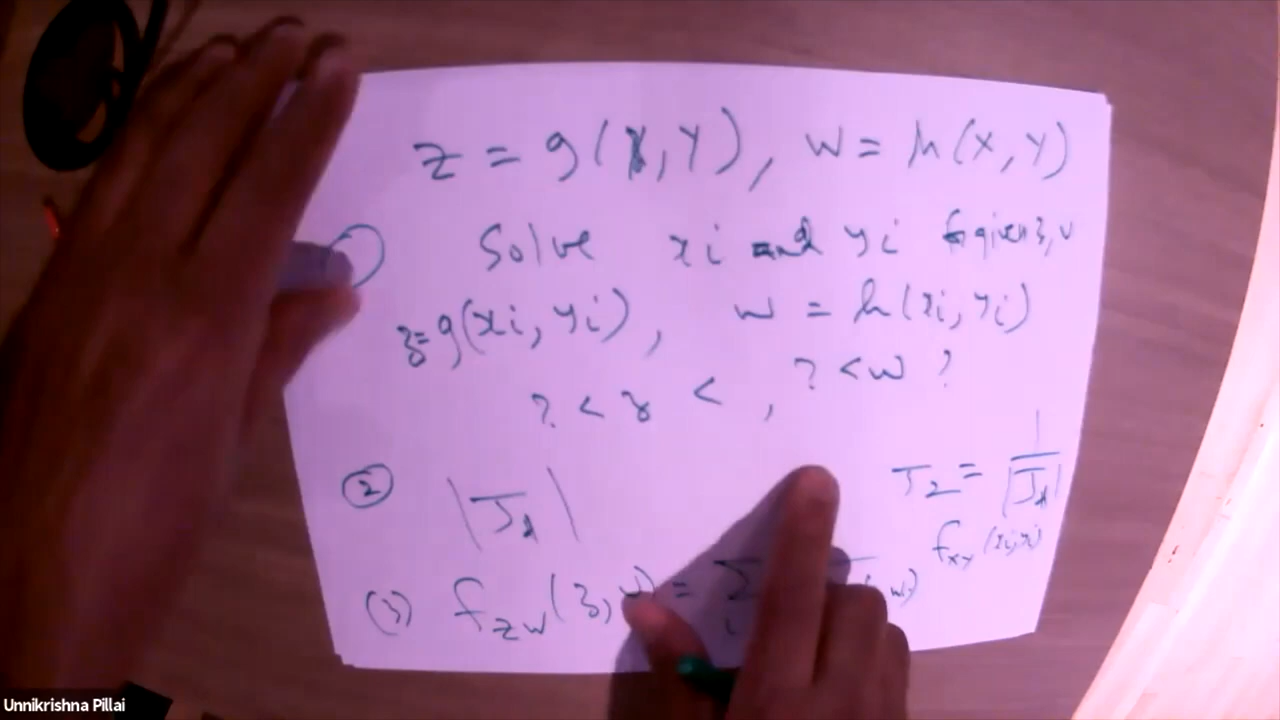 Z = g(X,Y), W = h(X,Y)
Solve xi and yi for given z, w
z=g(xi, yi), w = h(xi, yi)
? < z < , ? < w ?
② |J1| J2 = 1/|J1|
(3) fZW(z,w) = Σi fXY(xi,yi)
Unnikrishna Pillai